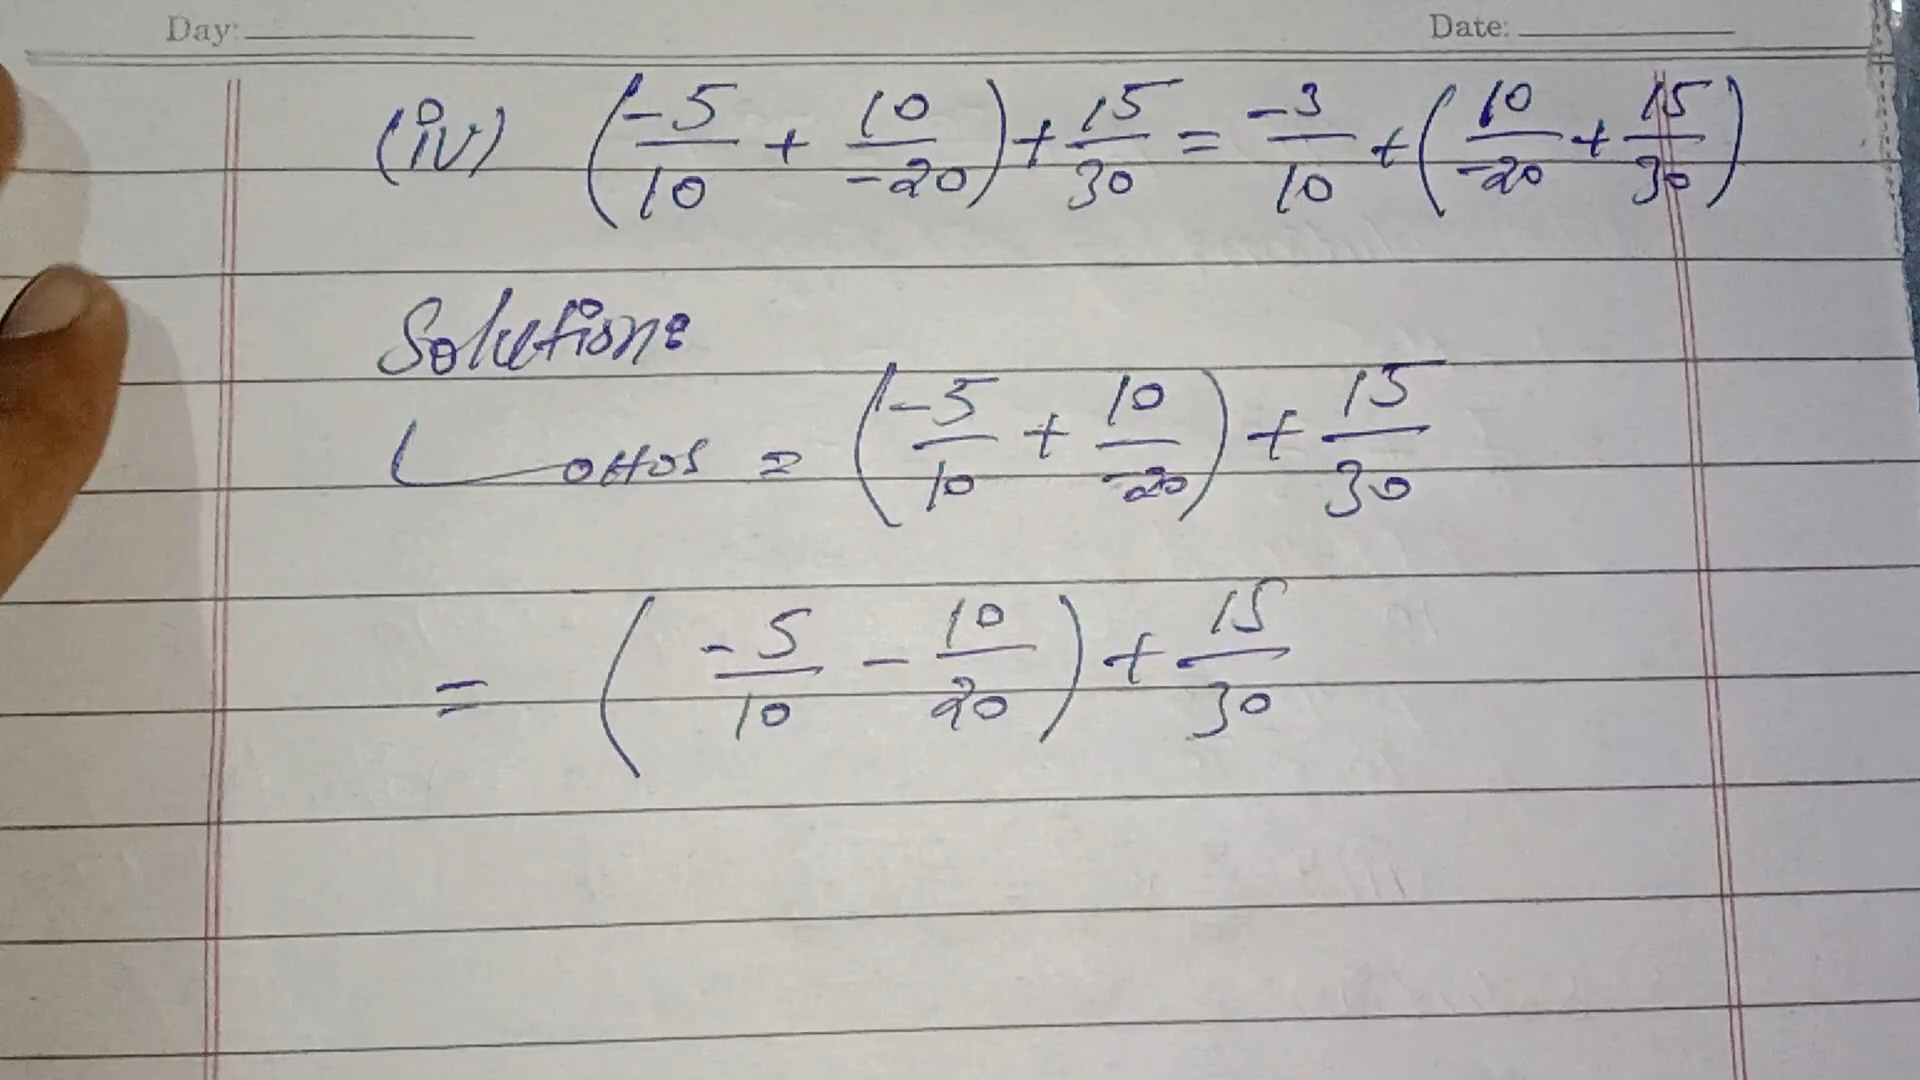 Day: Date:
(iv) (-5/10 + 10/-20) + 15/30 = -3/10 + (10/-20 + 15/30)
Solution:
L.H.S = (-5/10 + 10/-20) + 15/30
= (-5/10 - 10/20) + 15/30